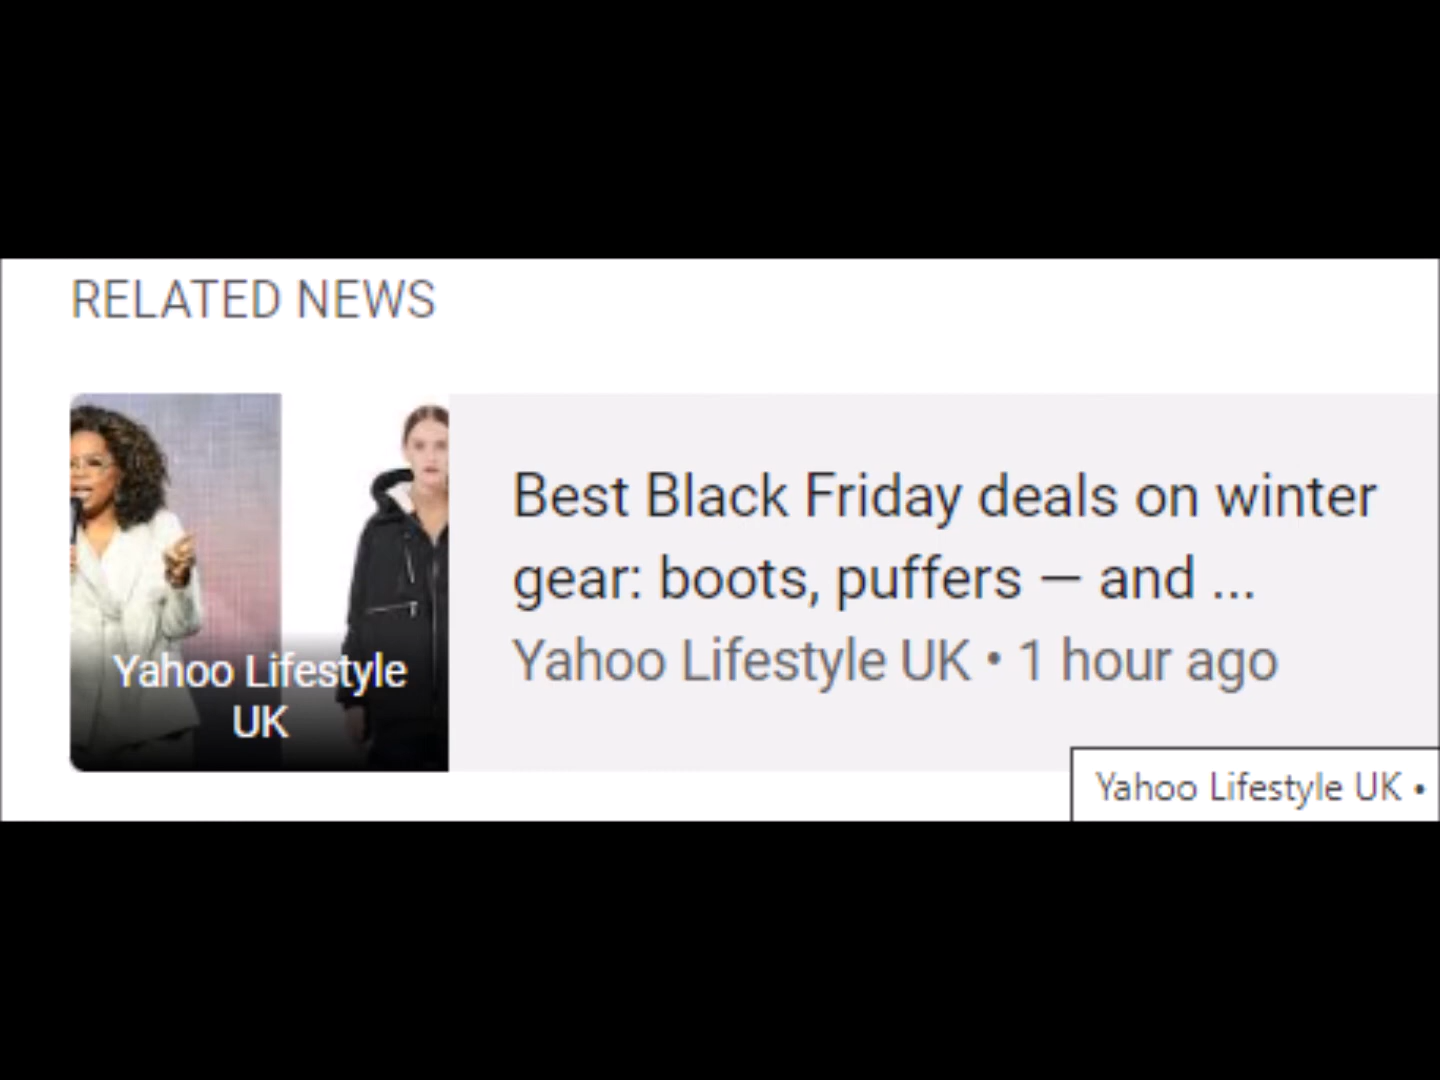 RELATED NEWS
Yahoo Lifestyle
UK
Best Black Friday deals on winter
gear: boots, puffers — and ...
Yahoo Lifestyle UK • 1 hour ago
Yahoo Lifestyle UK •